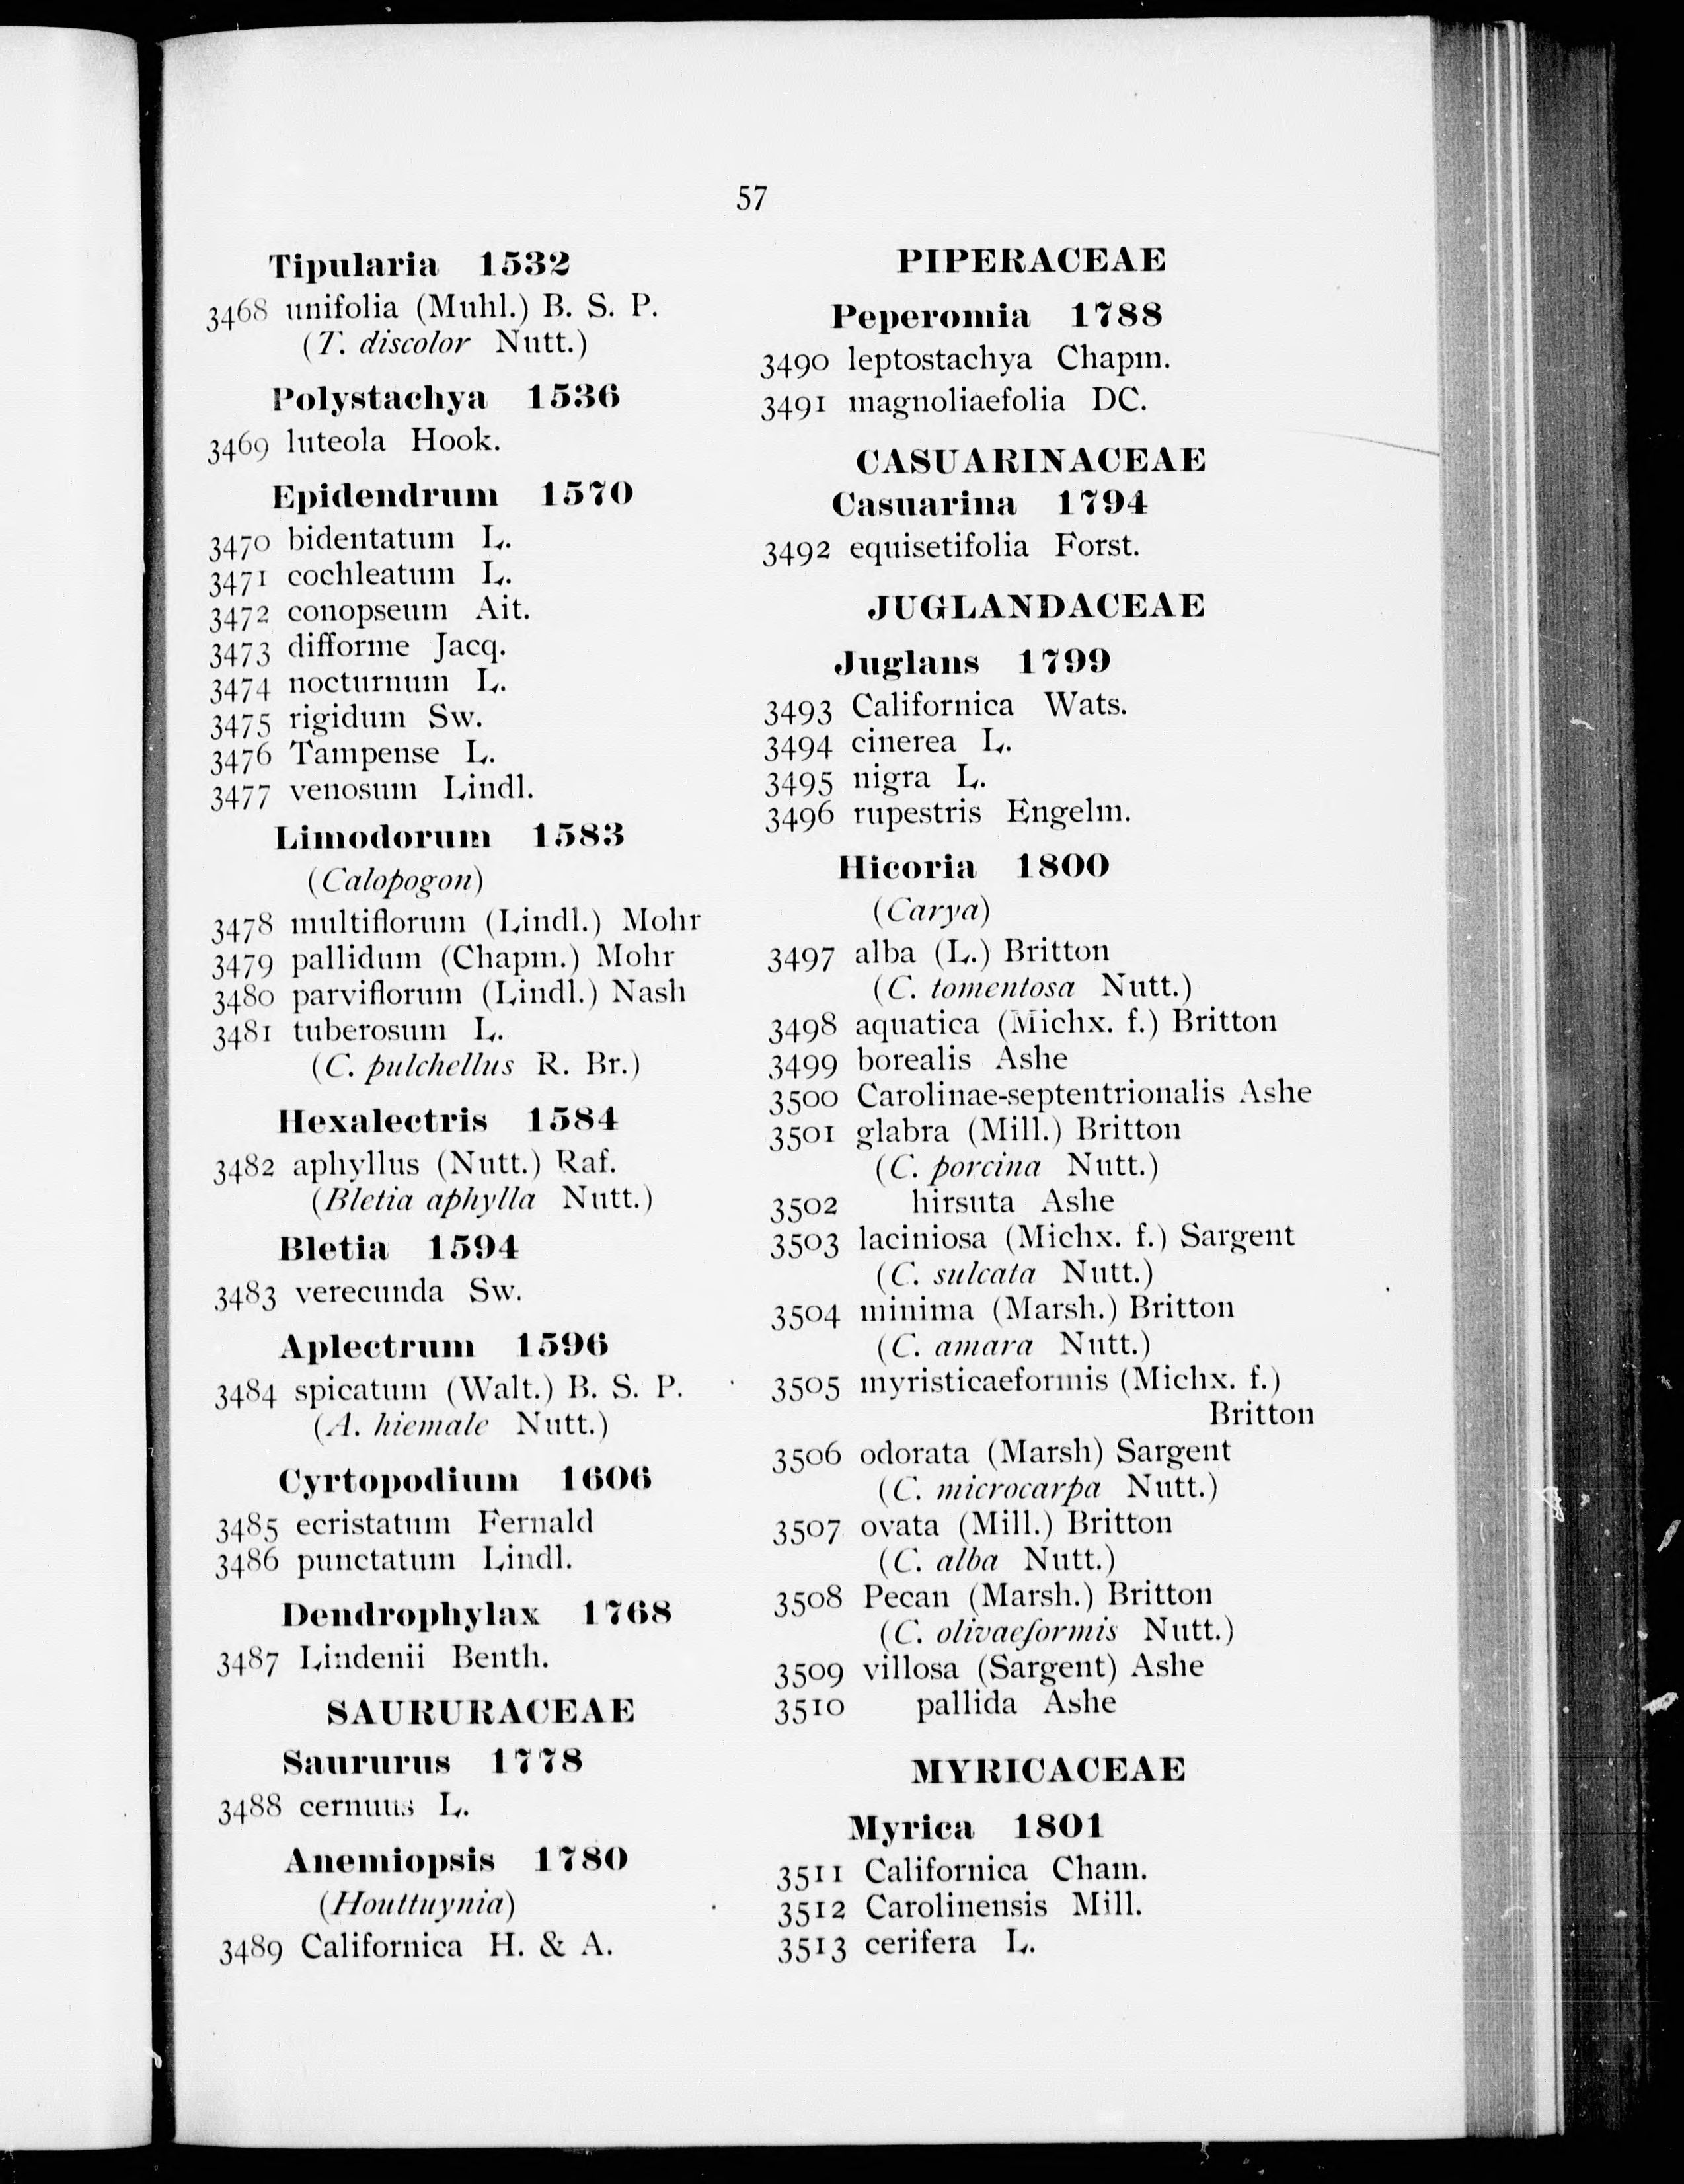 57
Tipularia 1532
3468 unifolia (Muhl.) B. S. P.
(T. discolor Nutt.)
Polystachya 1536
3469 luteola Hook.
Epidendrum 1570
3470 bidentatum L.
3471 cochleatum L.
3472 conopseum Ait.
3473 difforme Jacq.
3474 nocturnum L.
3475 rigidum Sw.
3476 Tampense L.
3477 venosum Lindl.
Limodorum 1583
(Calopogon)
3478 multiflorum (Lindl.) Mohr
3479 pallidum (Chapm.) Mohr
3480 parviflorum (Lindl.) Nash
3481 tuberosum L.
(C. pulchellus R. Br.)
Hexalectris 1584
3482 aphyllus (Nutt.) Raf.
(Bletia aphylla Nutt.)
Bletia 1594
3483 verecunda Sw.
Aplectrum 1596
3484 spicatum (Walt.) B. S. P.
(A. hiemale Nutt.)
Cyrtopodium 1606
3485 ecristatum Fernald
3486 punctatum Lindl.
Dendrophylax 1768
3487 Lindenii Benth.
SAURURACEAE
Saururus 1778
3488 cernuus L.
Anemiopsis 1780
(Houttuynia)
3489 Californica H. & A.
PIPERACEAE
Peperomia 1788
3490 leptostachya Chapm.
3491 magnoliaefolia DC.
CASUARINACEAE
Casuarina 1794
3492 equisetifolia Forst.
JUGLANDACEAE
Juglans 1799
3493 Californica Wats.
3494 cinerea L.
3495 nigra L.
3496 rupestris Engelm.
Hicoria 1800
(Carya)
3497 alba (L.) Britton
(C. tomentosa Nutt.)
3498 aquatica (Michx. f.) Britton
3499 borealis Ashe
3500 Carolinae-septentrionalis Ashe
3501 glabra (Mill.) Britton
(C. porcina Nutt.)
3502 hirsuta Ashe
3503 laciniosa (Michx. f.) Sargent
(C. sulcata Nutt.)
3504 minima (Marsh.) Britton
(C. amara Nutt.)
3505 myristicaeformis (Michx. f.)
Britton
3506 odorata (Marsh) Sargent
(C. microcarpa Nutt.)
3507 ovata (Mill.) Britton
(C. alba Nutt.)
3508 Pecan (Marsh.) Britton
(C. olivaeformis Nutt.)
3509 villosa (Sargent) Ashe
3510 pallida Ashe
MYRICACEAE
Myrica 1801
3511 Californica Cham.
3512 Carolinensis Mill.
3513 cerifera L.